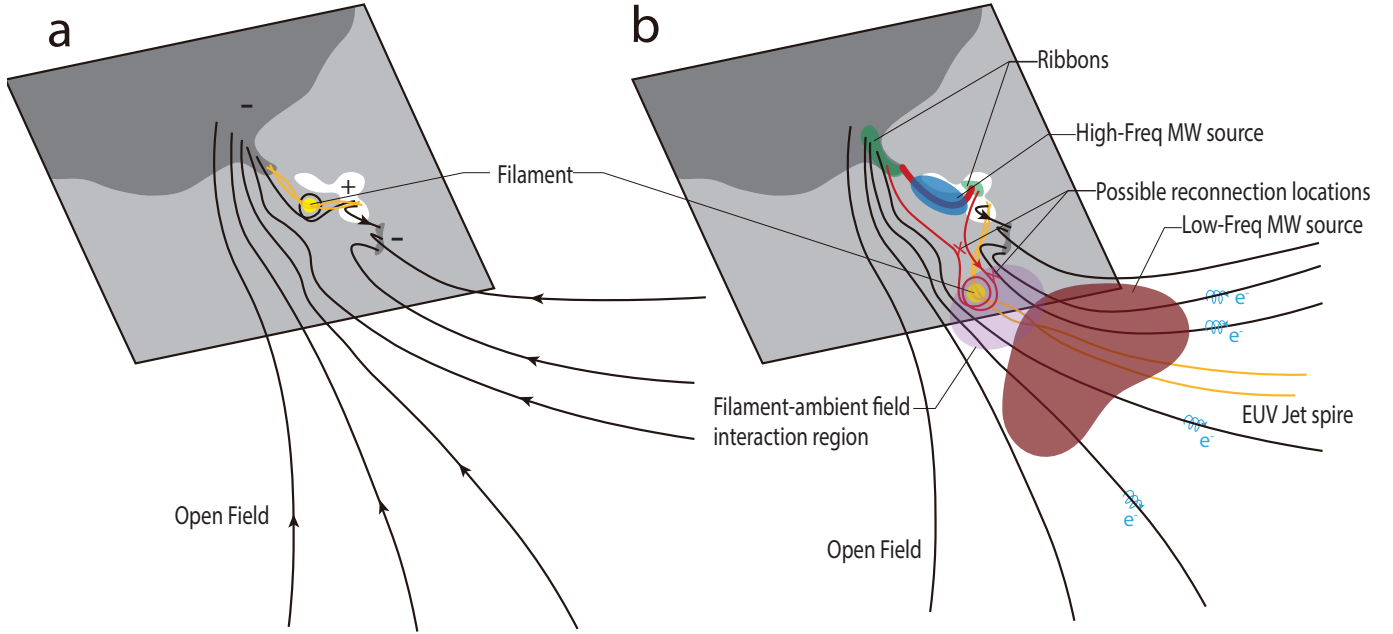 a
b
Ribbons
High-Freq MW source
Filament
Possible reconnection locations
Low-Freq MW source
−
+
−
e⁻
e⁻
Filament-ambient field
interaction region
EUV Jet spire
e⁻
e⁻
Open Field
Open Field